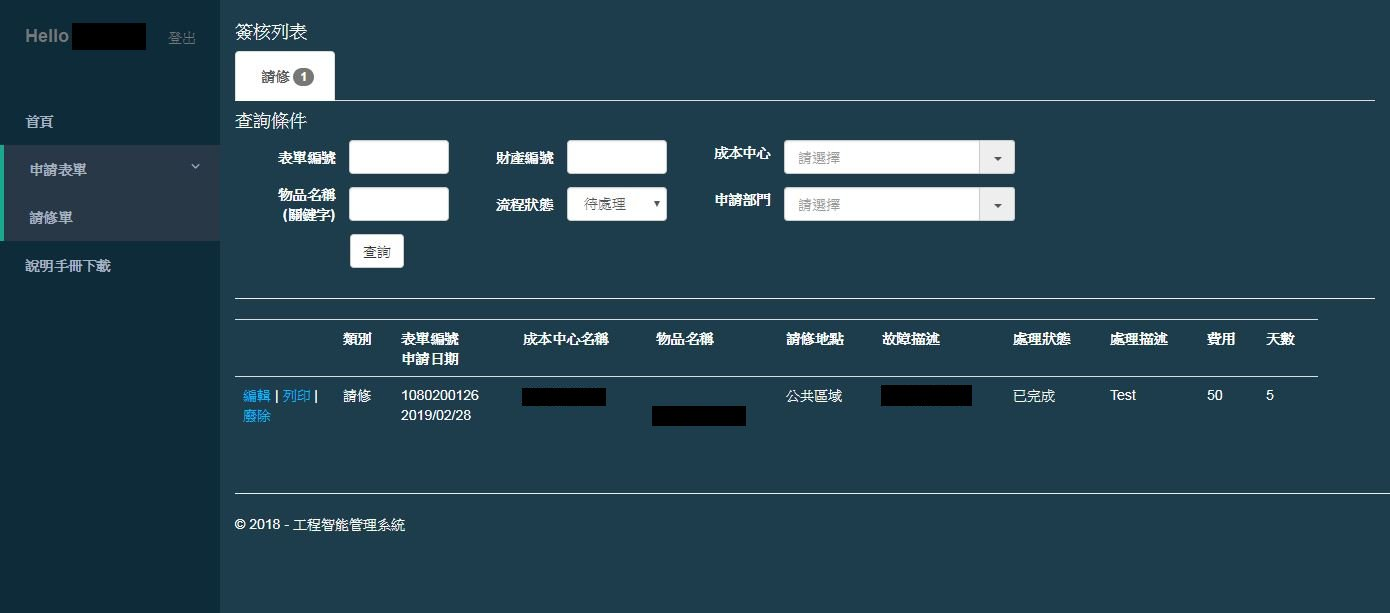 Hello 登出
首頁
申請表單
請修單
說明手冊下載
簽核列表
請修 1
查詢條件
表單編號 財產編號 成本中心 請選擇
物品名稱
(關鍵字) 流程狀態 待處理 申請部門 請選擇
查詢
類別 表單編號 成本中心名稱 物品名稱 請修地點 故障描述 處理狀態 處理描述 費用 天數
申請日期
編輯 | 列印 | 請修 1080200126 公共區域 已完成 Test 50 5
廢除 2019/02/28
© 2018 - 工程智能管理系統